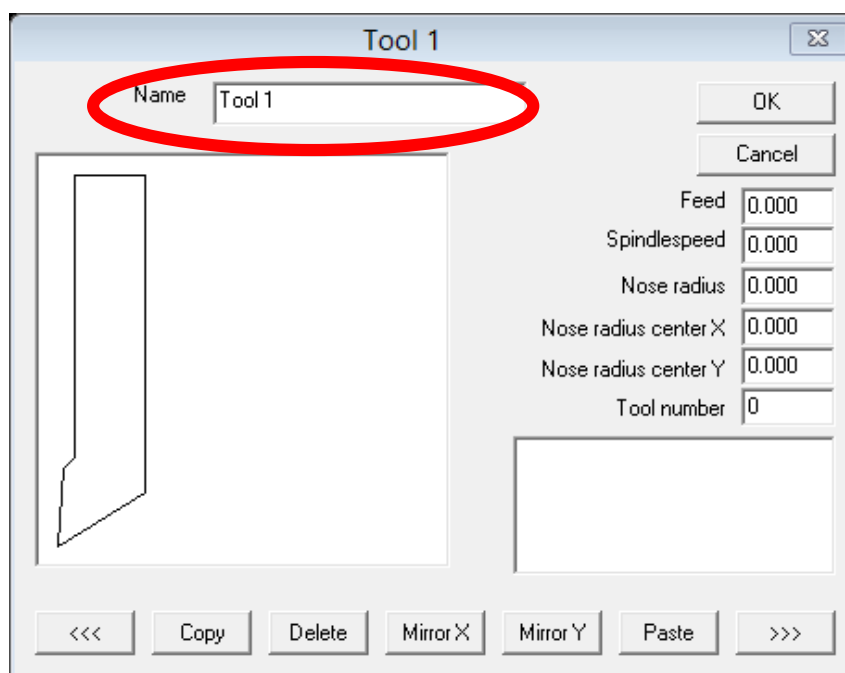 Tool 1
Name Tool 1
OK
Cancel
Feed 0.000
Spindlespeed 0.000
Nose radius 0.000
Nose radius center X 0.000
Nose radius center Y 0.000
Tool number 0
<<< Copy Delete Mirror X Mirror Y Paste >>>